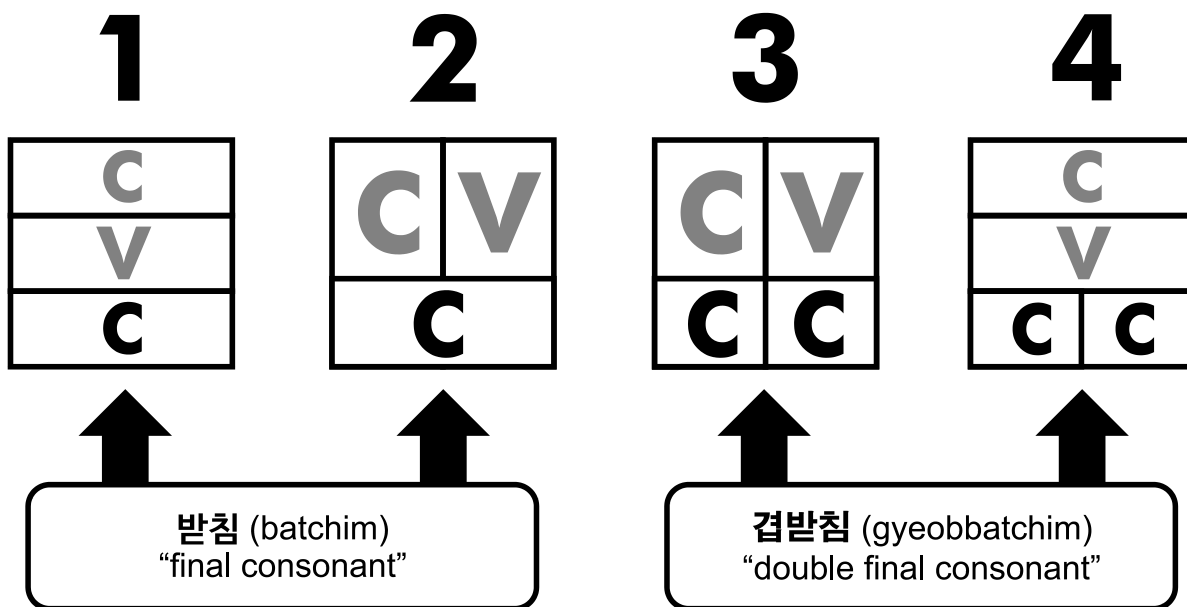 1 2 3 4
C C V C V C
V V
C C C C C C
받침 (batchim) 겹받침 (gyeobbatchim)
“final consonant” “double final consonant”